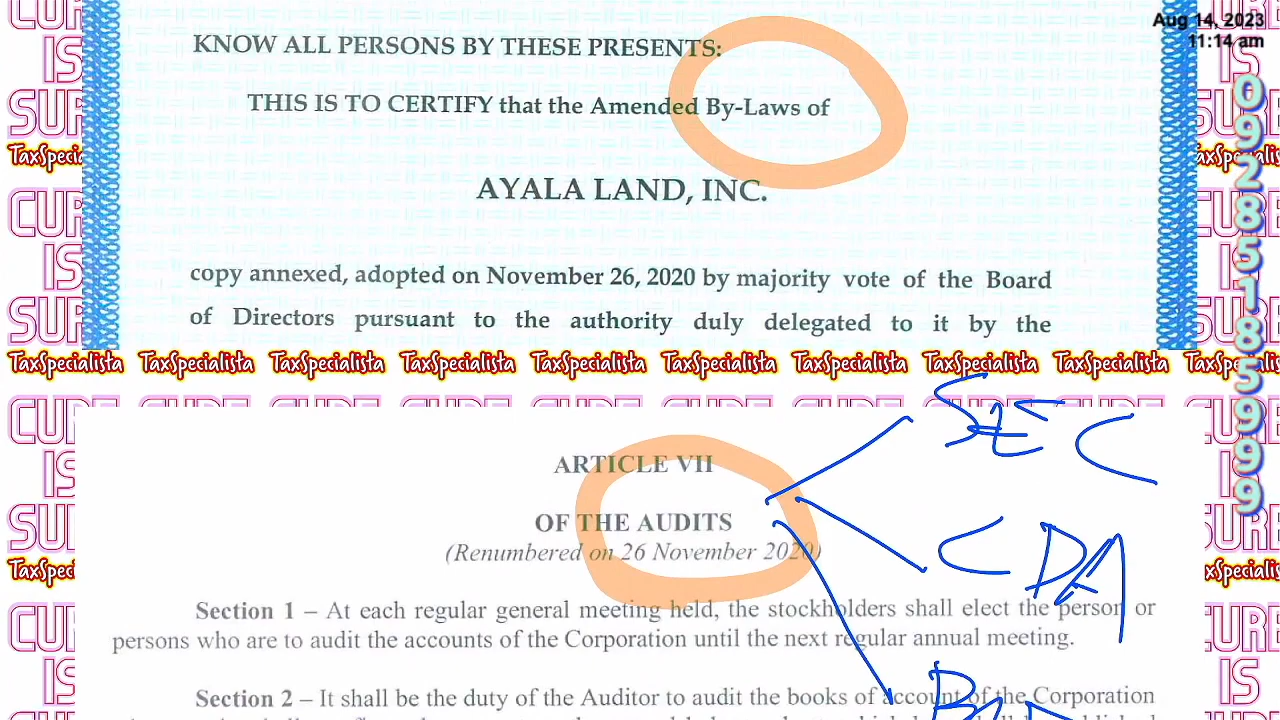 Aug 14, 2023
11:14 am
KNOW ALL PERSONS BY THESE PRESENTS:
THIS IS TO CERTIFY that the Amended By-Laws of
AYALA LAND, INC.
copy annexed, adopted on November 26, 2020 by majority vote of the Board
of Directors pursuant to the authority duly delegated to it by the
09285185999
CURE
IS
SURE
TaxSpecialista TaxSpecialista TaxSpecialista TaxSpecialista TaxSpecialista TaxSpecialista TaxSpecialista TaxSpecialista TaxSpecialista
SEC
ARTICLE VII
OF THE AUDITS
(Renumbered on 26 November 2020)
CDA
Section 1 – At each regular general meeting held, the stockholders shall elect the person or
persons who are to audit the accounts of the Corporation until the next regular annual meeting.
Section 2 – It shall be the duty of the Auditor to audit the books of account of the Corporation